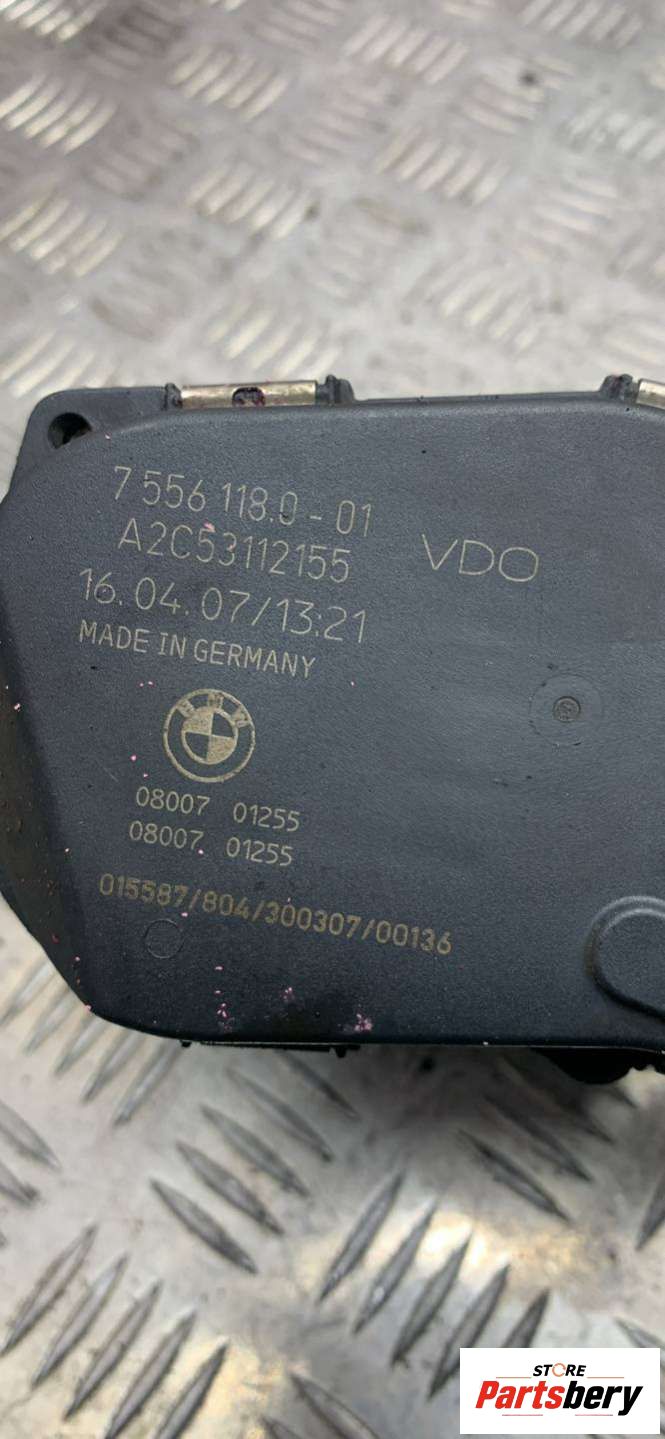 7 556 118.0 - 01
A2C53112155
VDO
16.04.07/13:21
MADE IN GERMANY
BMW
08007 01255
08007 01255
015587/804/300307/00136
STORE
Partsbery